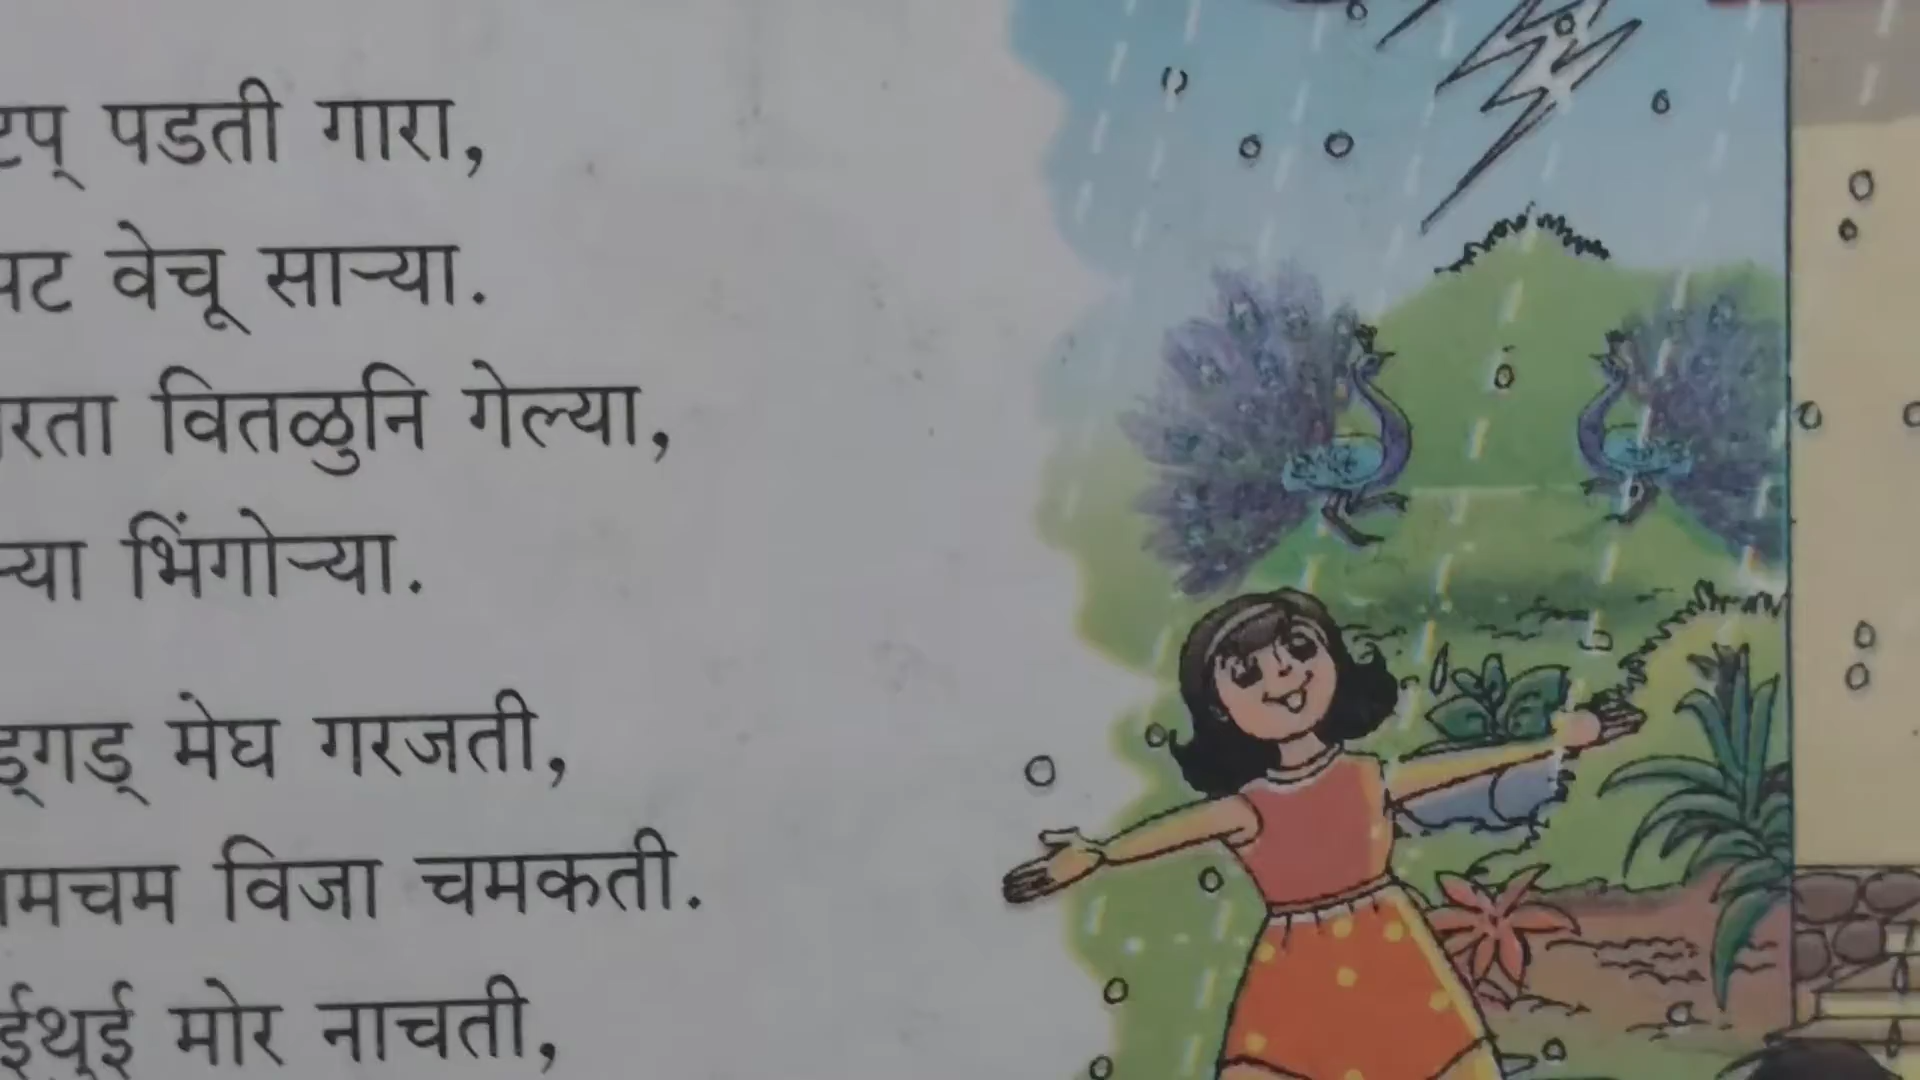 पडती गारा,
वेचू साऱ्या.
वितळुनि गेल्या,
भिंगोऱ्या.
मेघ गरजती,
विजा चमकती.
मोर नाचती,